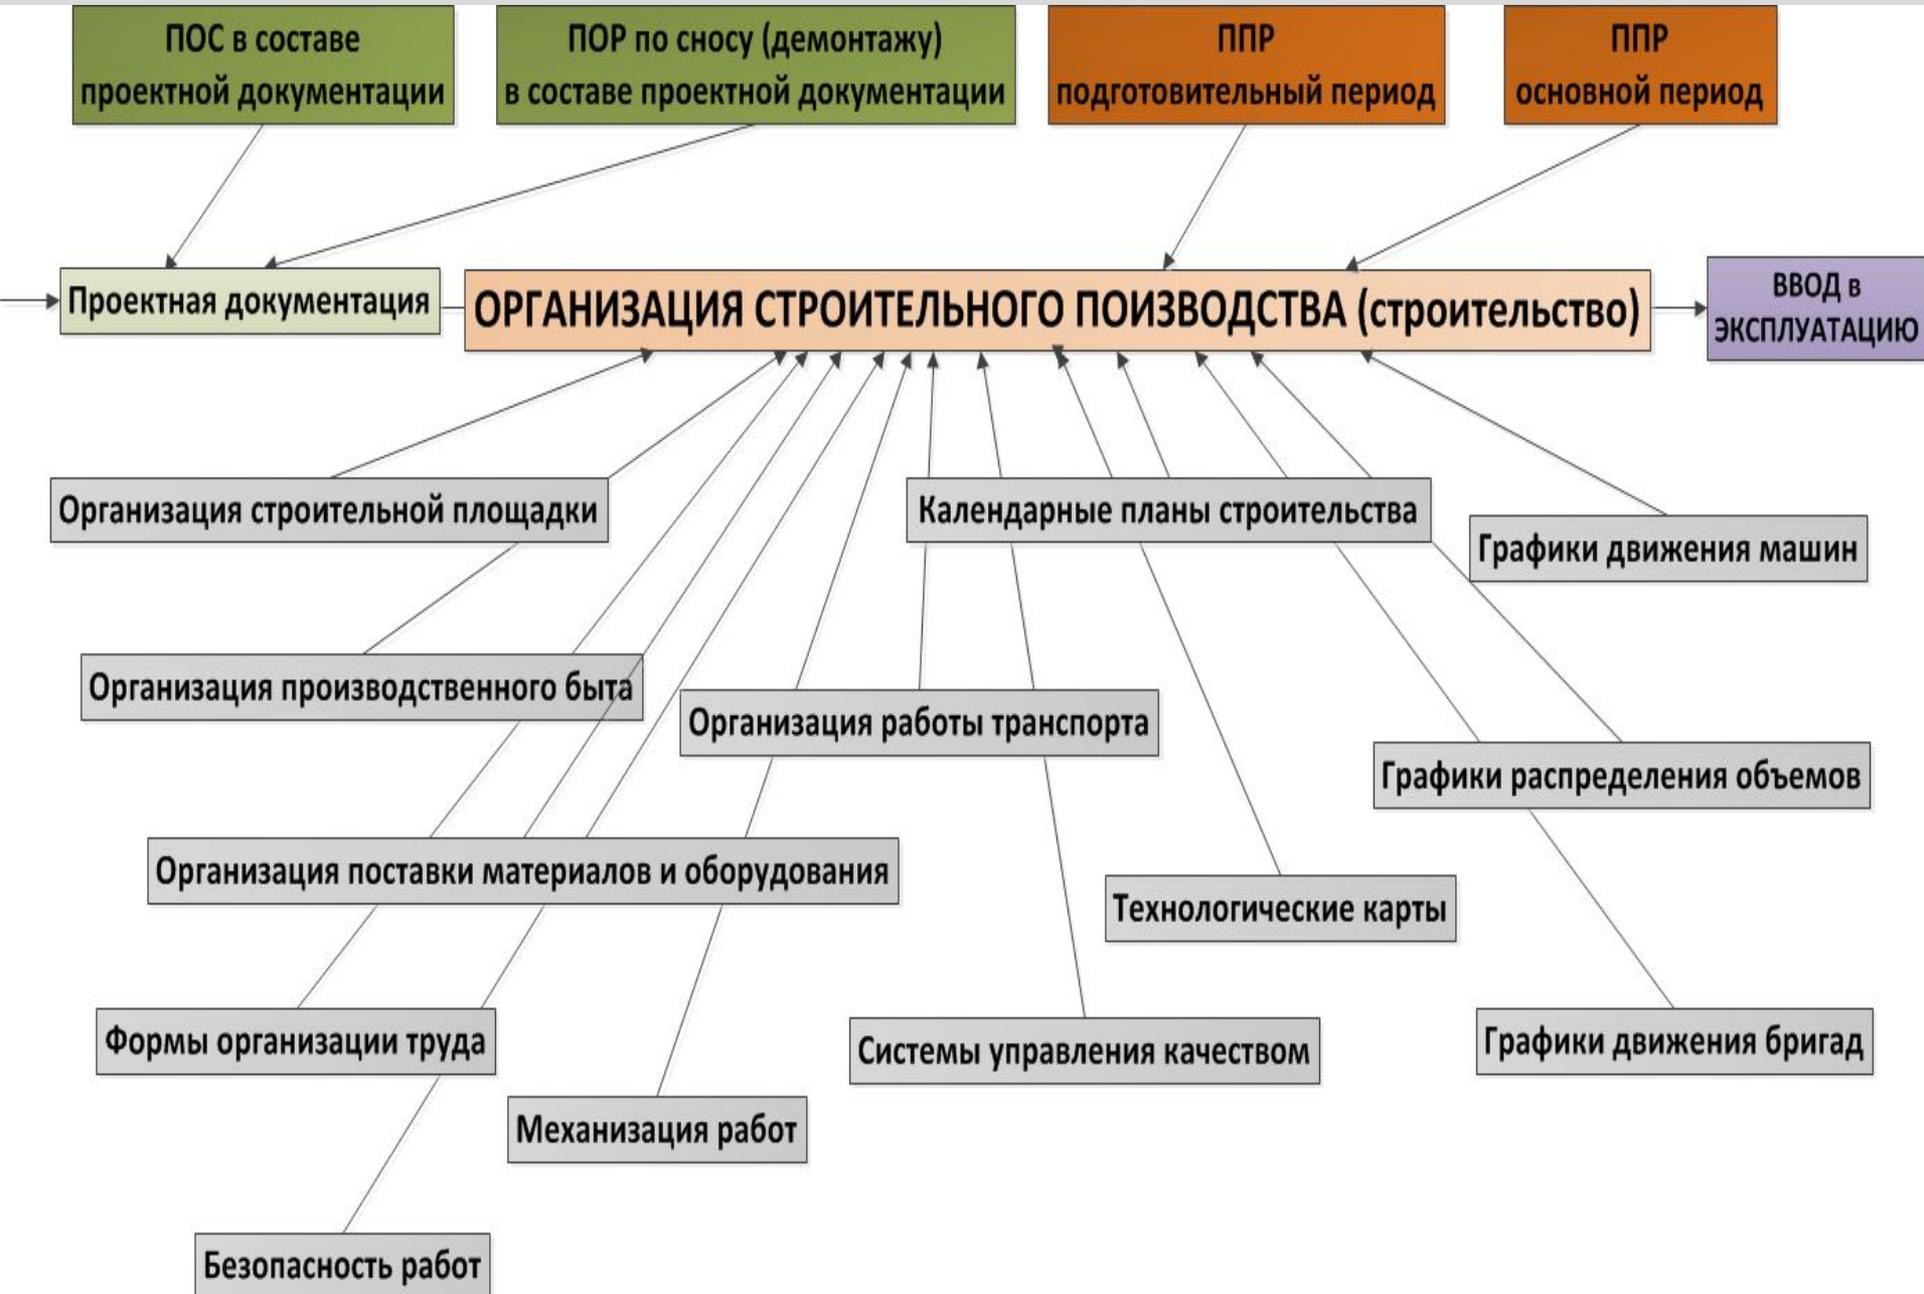 ПОС в составе
проектной документации
ПОР по сносу (демонтажу)
в составе проектной документации
ППР
подготовительный период
ППР
основной период
Проектная документация
ОРГАНИЗАЦИЯ СТРОИТЕЛЬНОГО ПОИЗВОДСТВА (строительство)
ВВОД в
ЭКСПЛУАТАЦИЮ
Организация строительной площадки
Календарные планы строительства
Графики движения машин
Организация производственного быта
Организация работы транспорта
Графики распределения объемов
Организация поставки материалов и оборудования
Технологические карты
Формы организации труда
Системы управления качеством
Графики движения бригад
Механизация работ
Безопасность работ